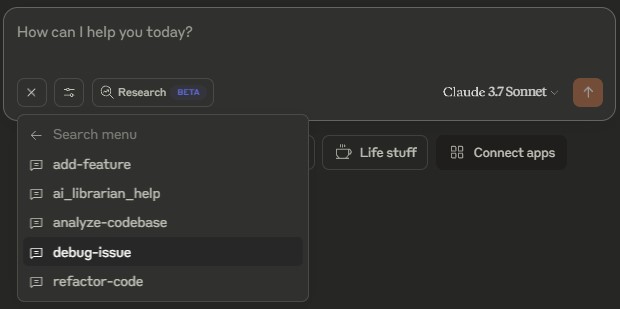 How can I help you today?
Research BETA
Claude 3.7 Sonnet
Search menu
add-feature
ai_librarian_help
analyze-codebase
debug-issue
refactor-code
Life stuff
Connect apps